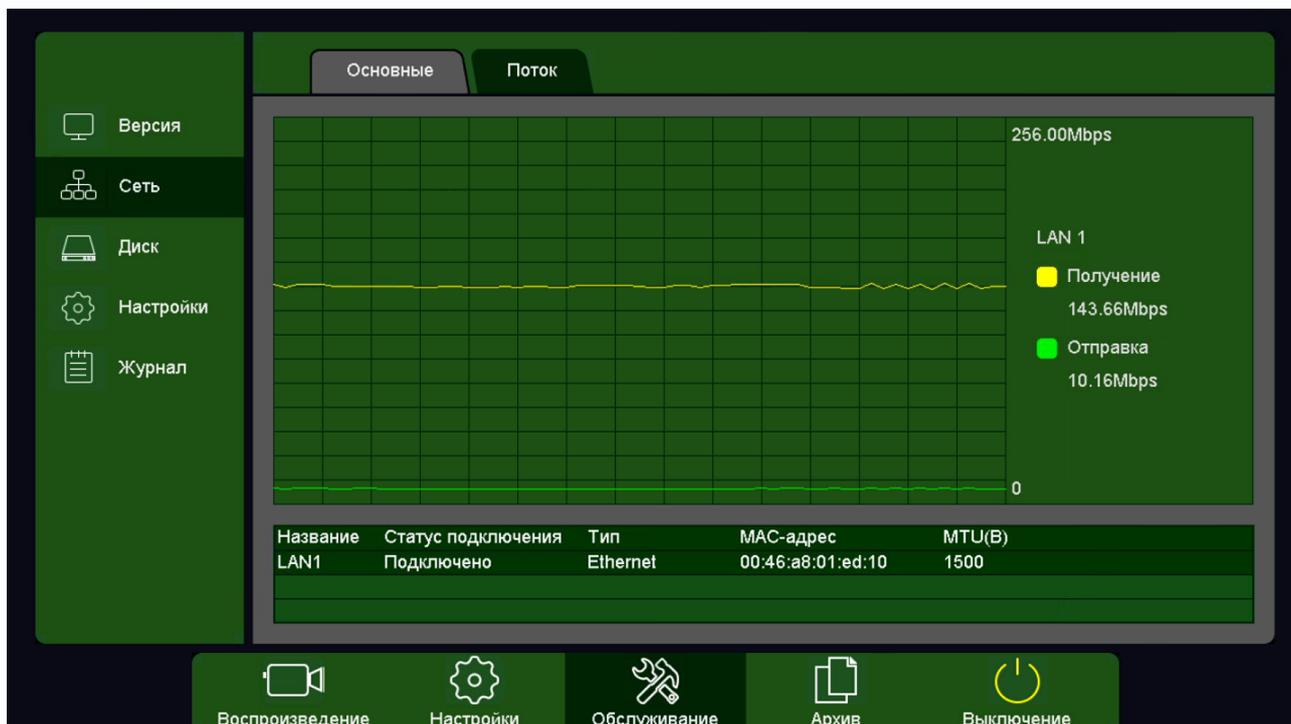 Основные
Поток
Версия
Сеть
Диск
Настройки
Журнал
256.00Mbps
LAN 1
Получение
143.66Mbps
Отправка
10.16Mbps
0
Название Статус подключения Тип MAC-адрес MTU(B)
LAN1 Подключено Ethernet 00:46:a8:01:ed:10 1500
Воспроизведение Настройки Обслуживание Архив Выключение